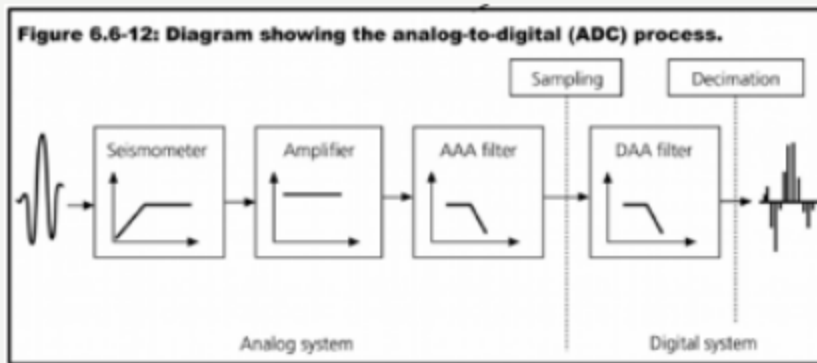 Figure 6.6-12: Diagram showing the analog-to-digital (ADC) process.
Sampling
Decimation
Seismometer
Amplifier
AAA filter
DAA filter
Analog system
Digital system